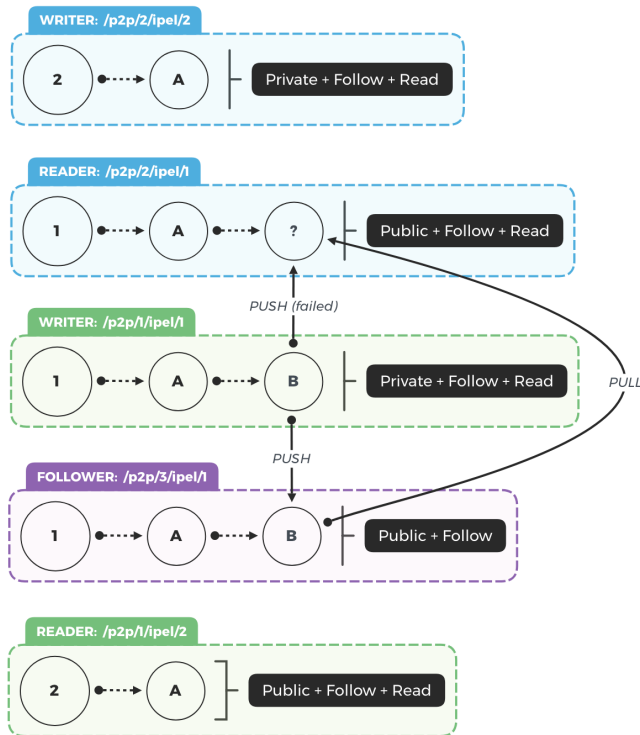 WRITER: /p2p/2/ipel/2
2
A
Private + Follow + Read
READER: /p2p/2/ipel/1
1
A
?
Public + Follow + Read
PUSH (failed)
WRITER: /p2p/1/ipel/1
1
A
B
Private + Follow + Read
PULL
PUSH
FOLLOWER: /p2p/3/ipel/1
1
A
B
Public + Follow
READER: /p2p/1/ipel/2
2
A
Public + Follow + Read